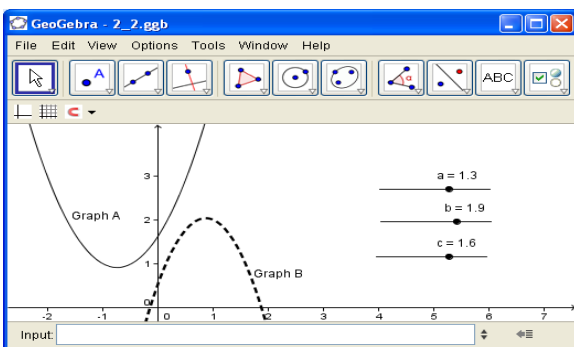 GeoGebra - 2_2.ggb
File Edit View Options Tools Window Help
A α ABC
3
a = 1.3
b = 1.9
Graph A
2
c = 1.6
1
Graph B
0
-2 -1 0 1 2 3 4 5 6 7
Input: